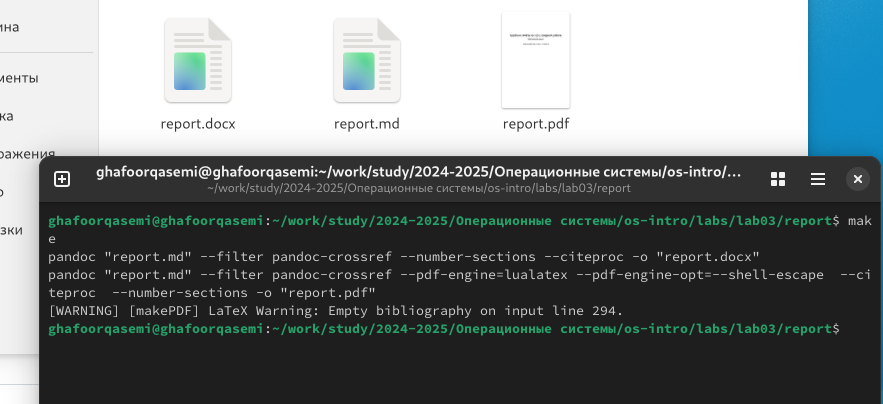 ина
менты
ка
ражения
о
зки
report.docx
report.md
report.pdf
ghafoorqasemi@ghafoorqasemi:~/work/study/2024-2025/Операционные системы/os-intro/…
~/work/study/2024-2025/Операционные системы/os-intro/labs/lab03/report
ghafoorqasemi@ghafoorqasemi:~/work/study/2024-2025/Операционные системы/os-intro/labs/lab03/report$ mak
e
pandoc "report.md" --filter pandoc-crossref --number-sections --citeproc -o "report.docx"
pandoc "report.md" --filter pandoc-crossref --pdf-engine=lualatex --pdf-engine-opt=--shell-escape  --ci
teproc  --number-sections -o "report.pdf"
[WARNING] [makePDF] LaTeX Warning: Empty bibliography on input line 294.
ghafoorqasemi@ghafoorqasemi:~/work/study/2024-2025/Операционные системы/os-intro/labs/lab03/report$